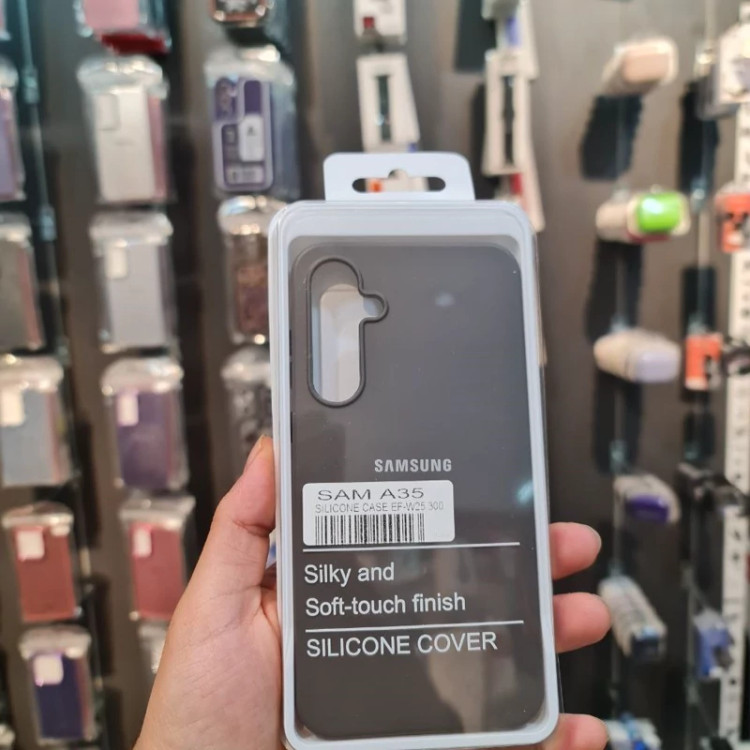 SAMSUNG
SAM A35
SILICONE CASE EF-W25.300
Silky and
Soft-touch finish
SILICONE COVER